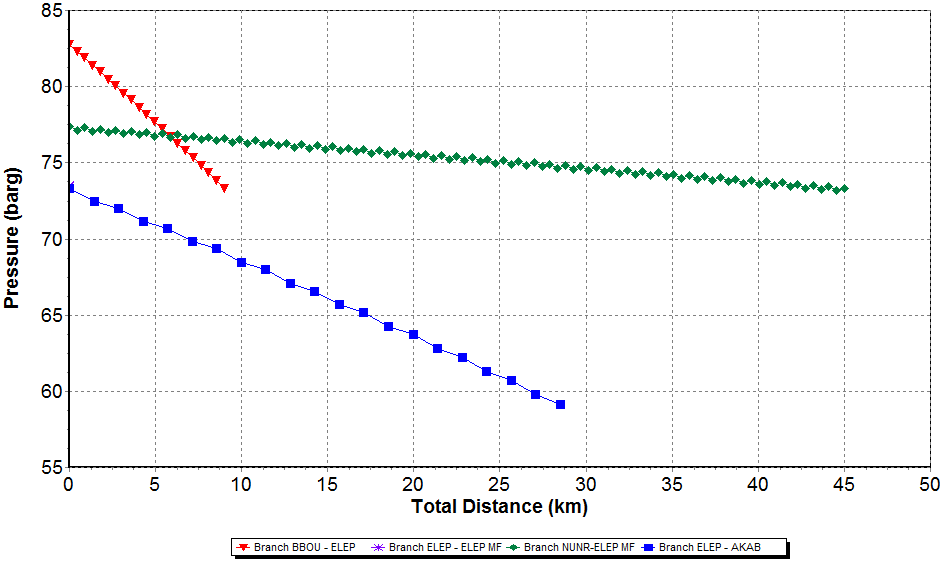 85
80
75
70
65
60
55
Pressure (barg)
0 5 10 15 20 25 30 35 40 45 50
Total Distance (km)
Branch BBOU - ELEP Branch ELEP - ELEP MF Branch NUNR-ELEP MF Branch ELEP - AKAB